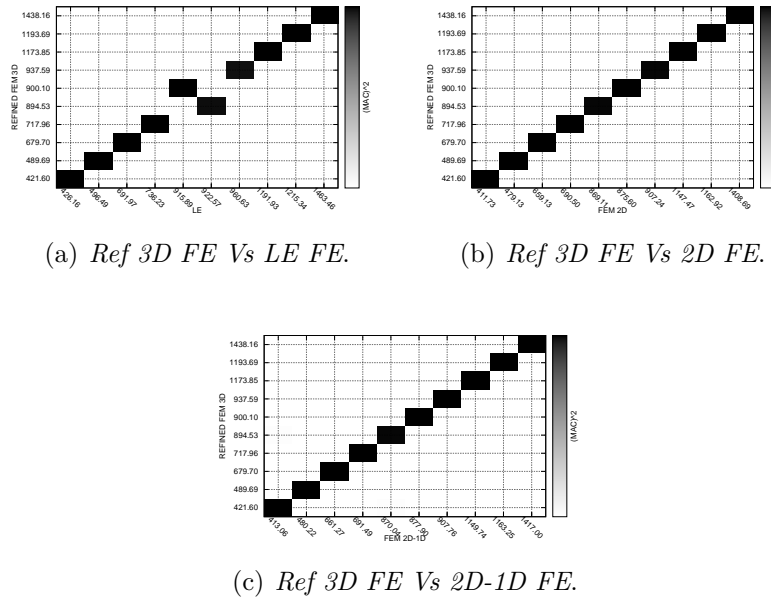 1438.16
1193.69
1173.85
937.59
900.10
894.53
717.96
679.70
489.69
421.60
REFINED FEM 3D
426.16 496.49 691.97 736.23 913.89 922.57 960.63 1191.93 1215.34 1463.46
LE
(MAC)^2
(a) Ref 3D FE Vs LE FE.
1438.16
1193.69
1173.85
937.59
900.10
894.53
717.96
679.70
489.69
421.60
REFINED FEM 3D
411.73 479.13 659.13 690.50 869.11 875.60 907.24 1147.47 1162.92 1408.69
FEM 2D
(b) Ref 3D FE Vs 2D FE.
1438.16
1193.69
1173.85
937.59
900.10
894.53
717.96
679.70
489.69
421.60
REFINED FEM 3D
413.06 480.22 661.27 691.49 870.04 877.90 907.76 1149.74 1163.25 1417.00
FEM 2D-1D
(MAC)^2
(c) Ref 3D FE Vs 2D-1D FE.